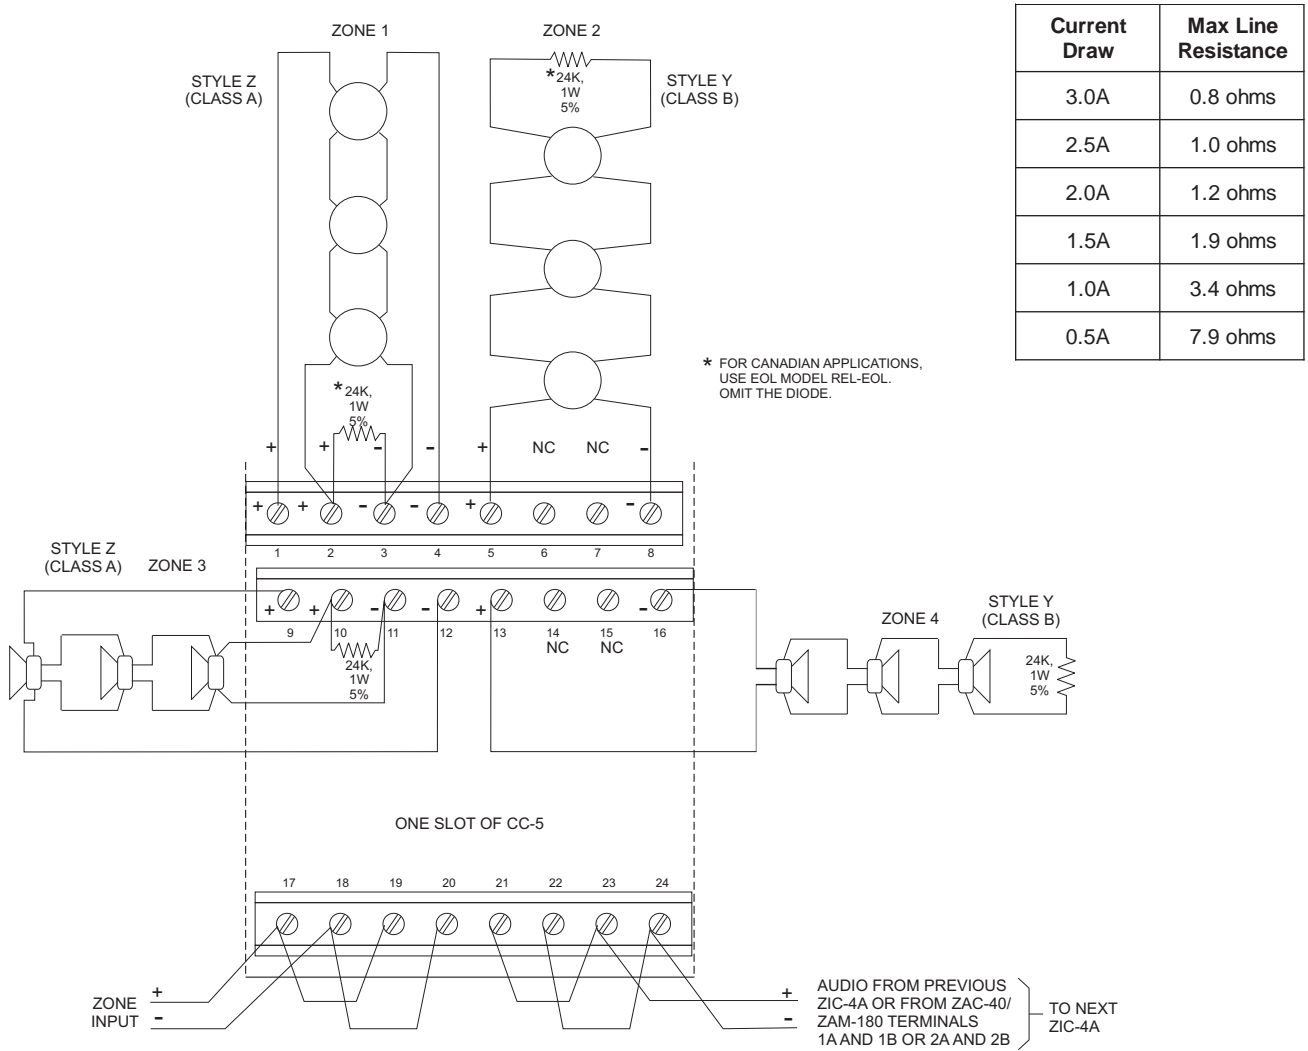 ZONE 1
ZONE 2
STYLE Z
(CLASS A)
* 24K,
1W
5%
STYLE Y
(CLASS B)
Current Draw
Max Line Resistance
3.0A 0.8 ohms
2.5A 1.0 ohms
2.0A 1.2 ohms
1.5A 1.9 ohms
1.0A 3.4 ohms
0.5A 7.9 ohms
* FOR CANADIAN APPLICATIONS,
USE EOL MODEL REL-EOL.
OMIT THE DIODE.
* 24K,
1W
5%
+ + - - + NC NC -
+ + - - + -
1 2 3 4 5 6 7 8
STYLE Z
(CLASS A)
ZONE 3
+ + - - + -
9 10 11 12 13 14 15 16
NC NC
24K,
1W
5%
ZONE 4
STYLE Y
(CLASS B)
24K,
1W
5%
ONE SLOT OF CC-5
17 18 19 20 21 22 23 24
ZONE
INPUT
+
-
+
-
AUDIO FROM PREVIOUS
ZIC-4A OR FROM ZAC-40/
ZAM-180 TERMINALS
1A AND 1B OR 2A AND 2B
TO NEXT
ZIC-4A